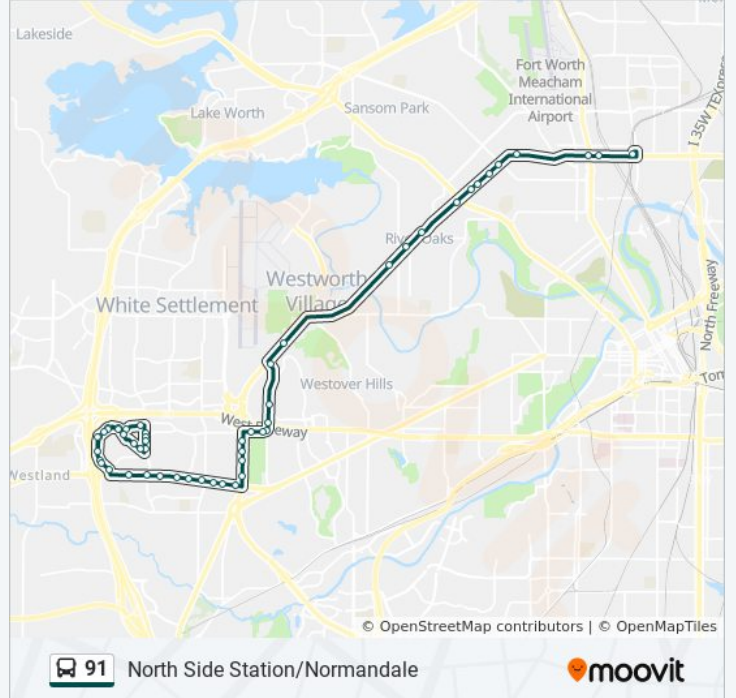 Lakeside
Lake Worth
Sansom Park
Fort Worth
Meacham
International
Airport
I 35W TEXpress
River Oaks
Westworth
Village
White Settlement
North Freeway
Westover Hills
Tom
West Freeway
Westland
© OpenStreetMap contributors | © OpenMapTiles
91 North Side Station/Normandale
moovit